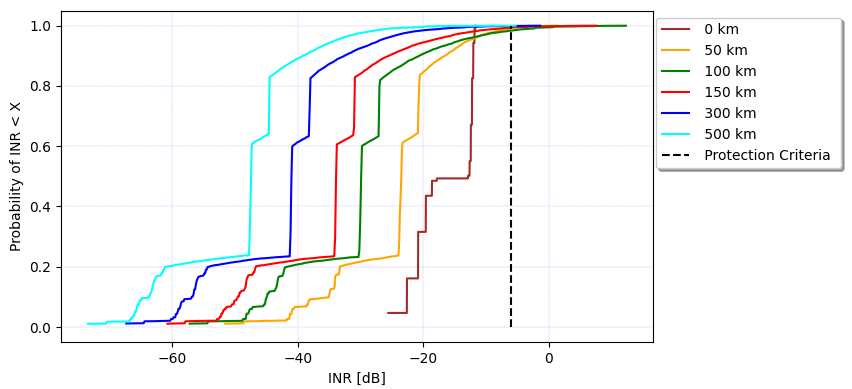 1.0
0.8
0.6
0.4
0.2
0.0
Probability of INR < X
−60
−40
−20
0
INR [dB]
0 km
50 km
100 km
150 km
300 km
500 km
Protection Criteria